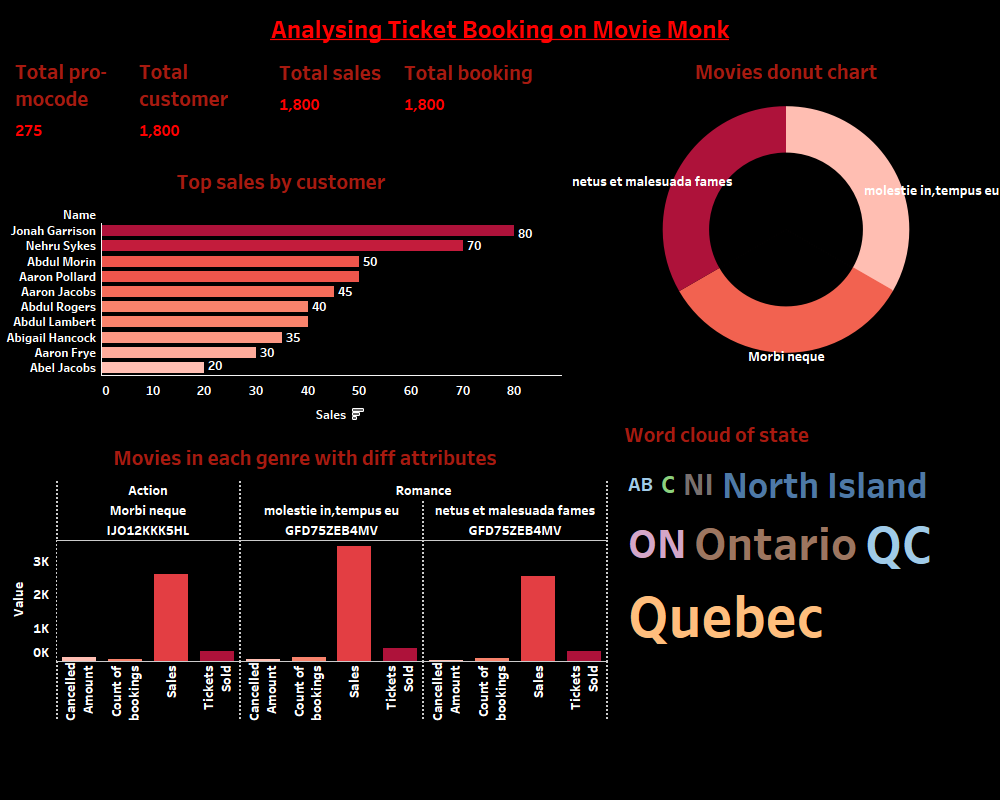 Analysing Ticket Booking on Movie Monk
Total pro-
mocode
275
Total
customer
1,800
Total sales
1,800
Total booking
1,800
Movies donut chart
netus et malesuada fames
molestie in,tempus eu
Morbi neque
Top sales by customer
Name
Jonah Garrison 80
Nehru Sykes 70
Abdul Morin 50
Aaron Pollard
Aaron Jacobs 45
Abdul Rogers 40
Abdul Lambert
Abigail Hancock 35
Aaron Frye 30
Abel Jacobs 20
0 10 20 30 40 50 60 70 80
Sales
Movies in each genre with diff attributes
Action Romance
Morbi neque molestie in,tempus eu netus et malesuada fames
IJO12KKK5HL GFD75ZEB4MV GFD75ZEB4MV
Value
3K
2K
1K
0K
Cancelled
Amount
Count of
bookings
Sales
Tickets
Sold
Cancelled
Amount
Count of
bookings
Sales
Tickets
Sold
Cancelled
Amount
Count of
bookings
Sales
Tickets
Sold
Word cloud of state
AB C NI North Island
ON Ontario QC
Quebec